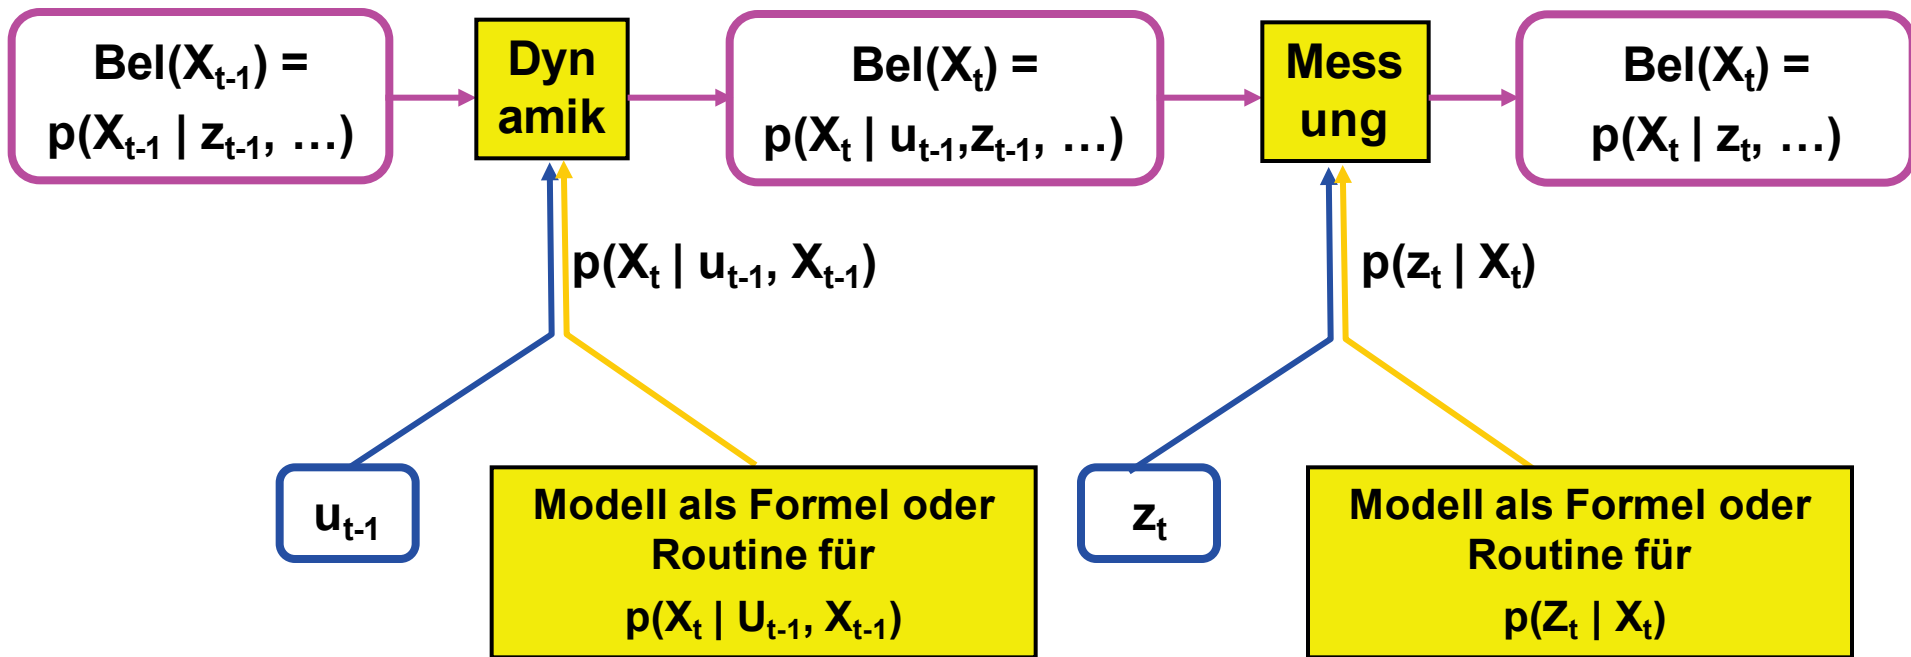 Bel(Xₜ₋₁) =
p(Xₜ₋₁ | zₜ₋₁, …)
Dyn
amik
Bel(Xₜ) =
p(Xₜ | uₜ₋₁,zₜ₋₁, …)
Mess
ung
Bel(Xₜ) =
p(Xₜ | zₜ, …)
p(Xₜ | uₜ₋₁, Xₜ₋₁)
p(zₜ | Xₜ)
uₜ₋₁
Modell als Formel oder
Routine für
p(Xₜ | Uₜ₋₁, Xₜ₋₁)
zₜ
Modell als Formel oder
Routine für
p(Zₜ | Xₜ)